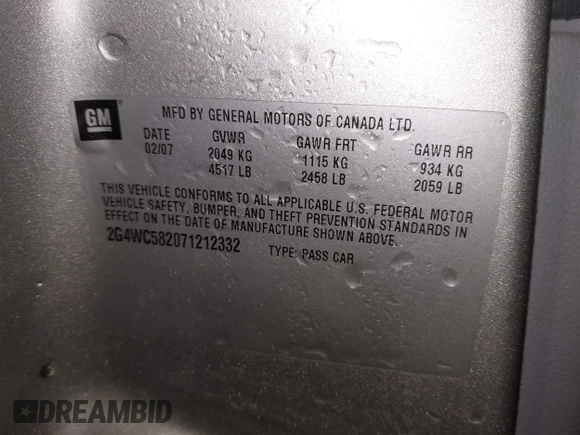 GM
MFD BY GENERAL MOTORS OF CANADA LTD.
DATE GVWR GAWR FRT GAWR RR
02/07 2049 KG 1115 KG 934 KG
4517 LB 2458 LB 2059 LB
THIS VEHICLE CONFORMS TO ALL APPLICABLE U.S. FEDERAL MOTOR
VEHICLE SAFETY, BUMPER, AND THEFT PREVENTION STANDARDS IN
EFFECT ON THE DATE OF MANUFACTURE SHOWN ABOVE.
2G4WC582071212332 TYPE: PASS CAR
DREAMBID